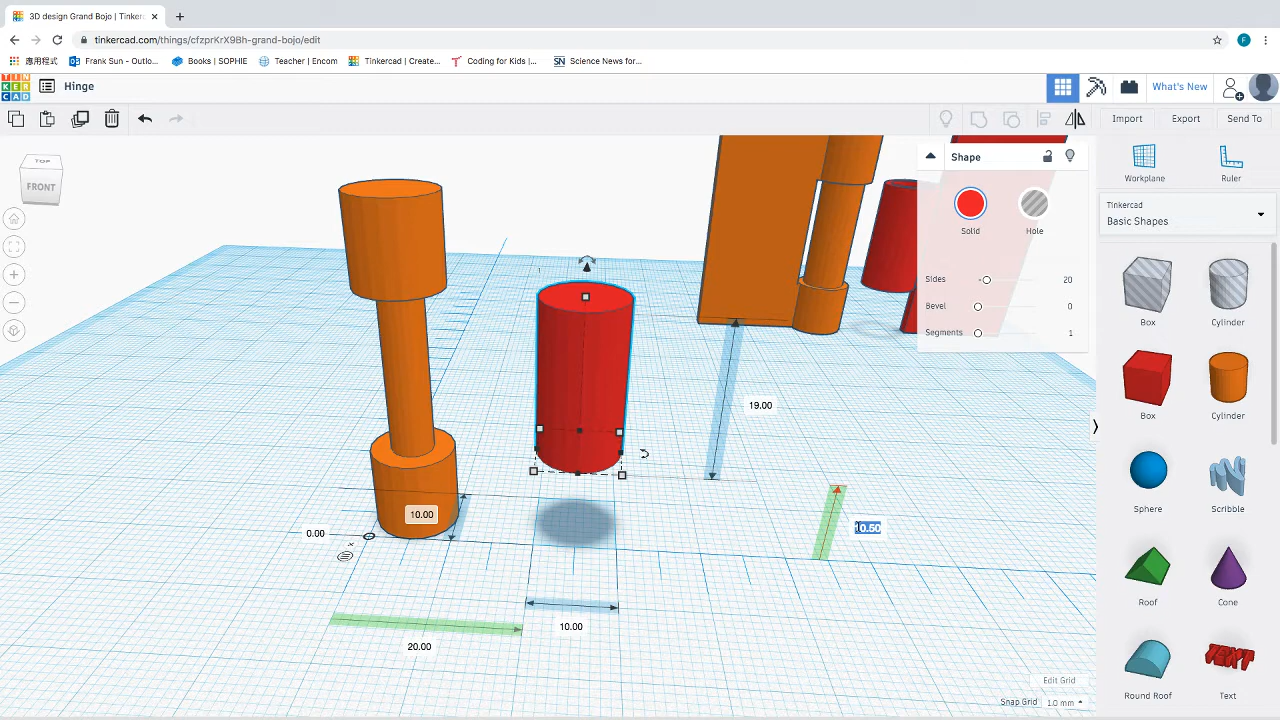 3D design Grand Bojo | Tinkerc
tinkercad.com/things/cfzprKrX9Bh-grand-bojo/edit
F
應用程式
Frank Sun - Outlo...
Books | SOPHIE
Teacher | Encom
Tinkercad | Create...
Coding for Kids |...
SN
Science News for...
TIN
KER
CAD
Hinge
What's New
Import
Export
Send To
TOP
FRONT
Shape
Solid
Hole
Sides
20
Bevel
0
Segments
1
Workplane
Ruler
Tinkercad
Basic Shapes
Box
Cylinder
Box
Cylinder
Sphere
Scribble
Roof
Cone
TEXT
Round Roof
Text
19.00
10.50
10.00
0.00
10.00
20.00
Edit Grid
Snap Grid 1.0 mm